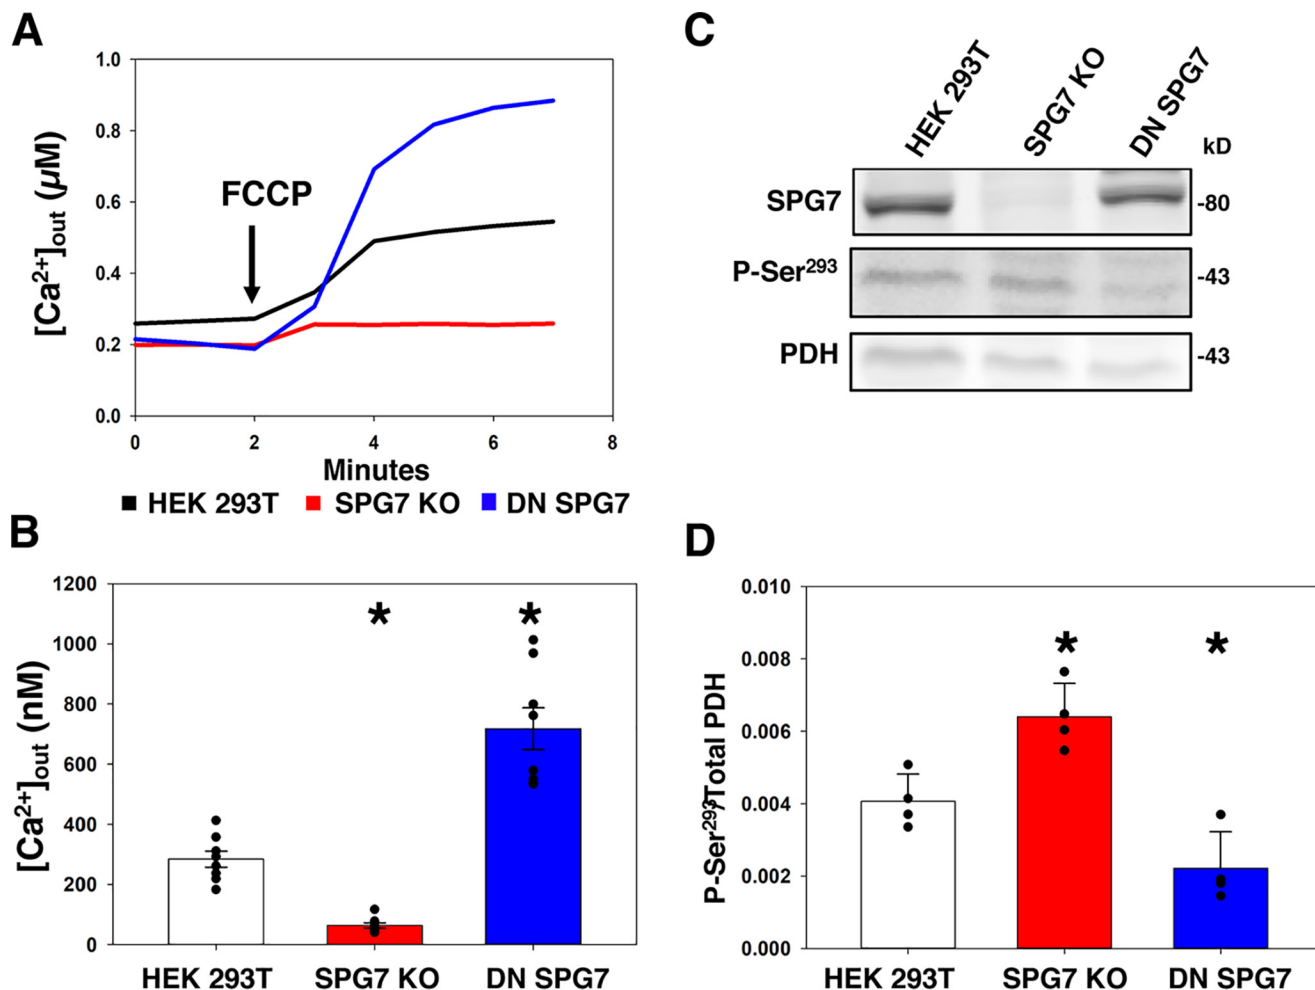 A
1.0
0.8
0.6
0.4
0.2
0.0
[Ca²⁺]out (µM)
FCCP
0 2 4 6 8
Minutes
HEK 293T SPG7 KO DN SPG7
B
1200
1000
800
600
400
200
0
[Ca²⁺]out (nM)
* *
HEK 293T SPG7 KO DN SPG7
C
HEK 293T
SPG7 KO
DN SPG7
kD
SPG7 -80
P-Ser²⁹³ -43
PDH -43
D
0.010
0.008
0.006
0.004
0.002
0.000
P-Ser²⁹³/Total PDH
* *
HEK 293T SPG7 KO DN SPG7